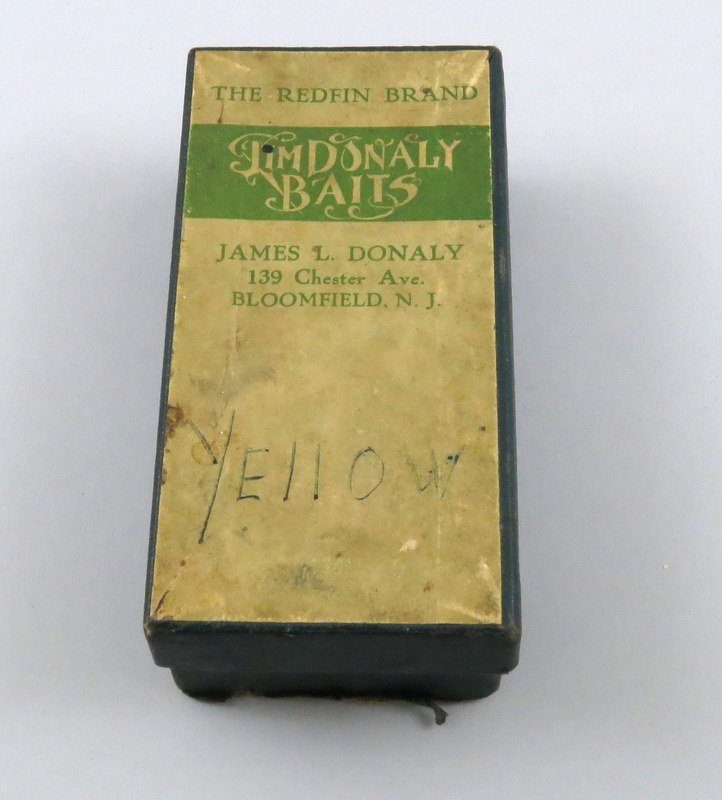 THE REDFIN BRAND
JIM DONALY
BAITS
JAMES L. DONALY
139 Chester Ave.
BLOOMFIELD, N. J.
YEllOW